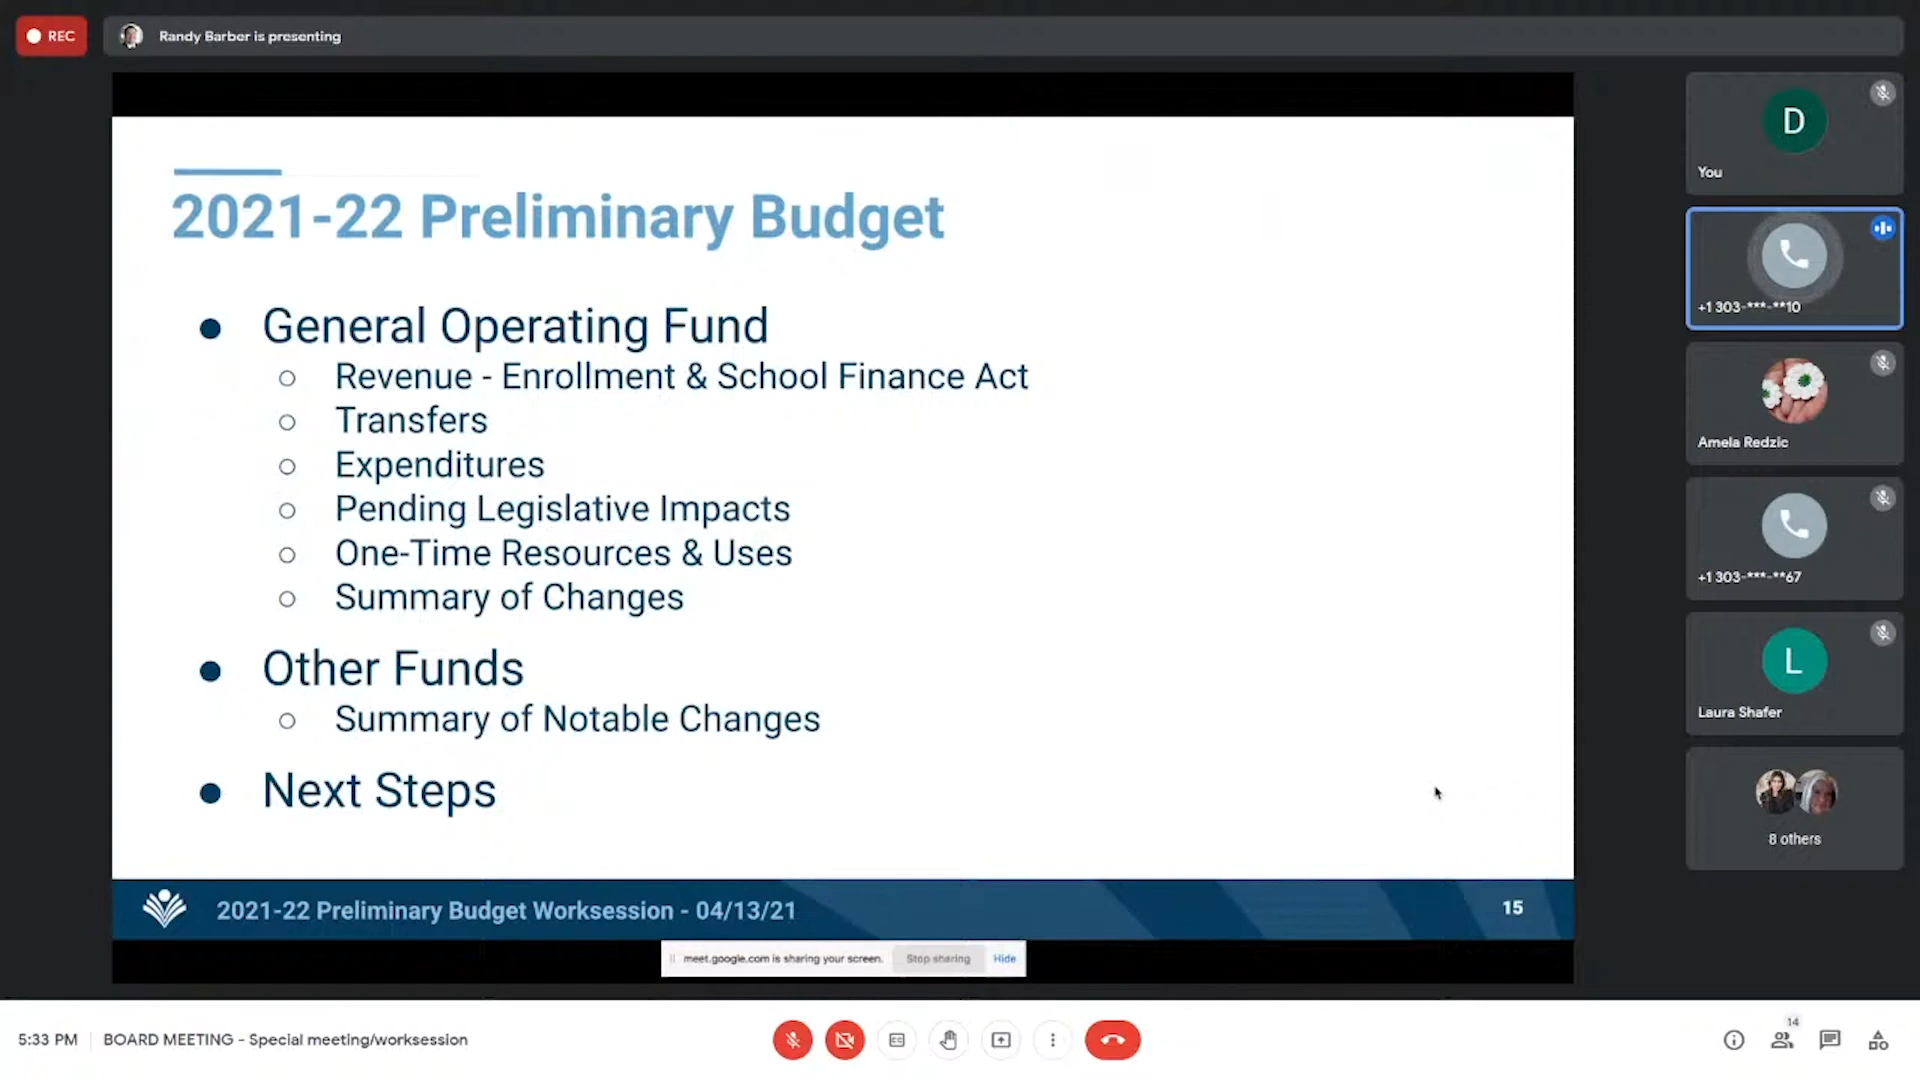 REC
Randy Barber is presenting
2021-22 Preliminary Budget
● General Operating Fund
○ Revenue - Enrollment & School Finance Act
○ Transfers
○ Expenditures
○ Pending Legislative Impacts
○ One-Time Resources & Uses
○ Summary of Changes
● Other Funds
○ Summary of Notable Changes
● Next Steps
2021-22 Preliminary Budget Worksession - 04/13/21
15
meet.google.com is sharing your screen. Stop sharing Hide
D
You
+1 303-***-**10
Amela Redzic
+1 303-***-**67
L
Laura Shafer
8 others
5:33 PM BOARD MEETING - Special meeting/worksession
14